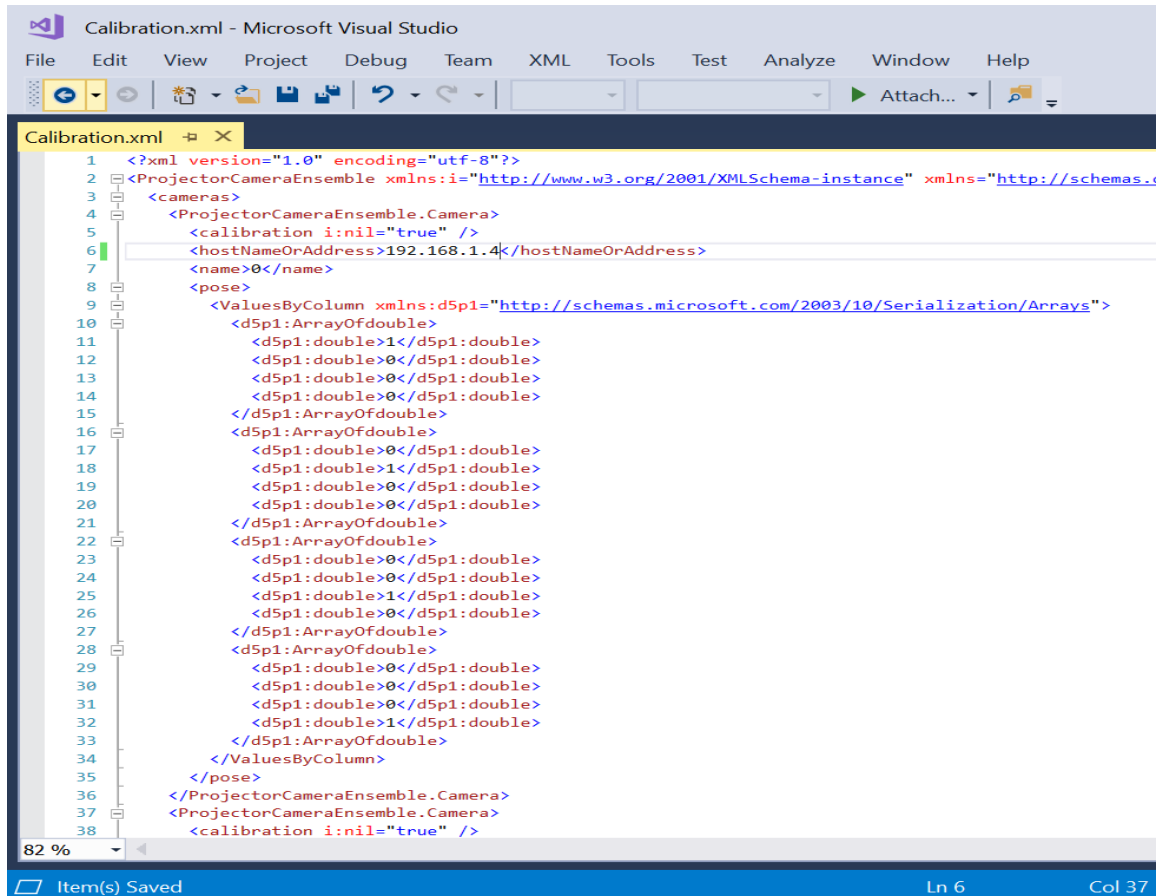 Calibration.xml - Microsoft Visual Studio
File Edit View Project Debug Team XML Tools Test Analyze Window Help
Attach...
Calibration.xml
1 <?xml version="1.0" encoding="utf-8"?>
2 <ProjectorCameraEnsemble xmlns:i="http://www.w3.org/2001/XMLSchema-instance" xmlns="http://schemas.
3 <cameras>
4 <ProjectorCameraEnsemble.Camera>
5 <calibration i:nil="true" />
6 <hostNameOrAddress>192.168.1.4</hostNameOrAddress>
7 <name>0</name>
8 <pose>
9 <ValuesByColumn xmlns:d5p1="http://schemas.microsoft.com/2003/10/Serialization/Arrays">
10 <d5p1:ArrayOfdouble>
11 <d5p1:double>1</d5p1:double>
12 <d5p1:double>0</d5p1:double>
13 <d5p1:double>0</d5p1:double>
14 <d5p1:double>0</d5p1:double>
15 </d5p1:ArrayOfdouble>
16 <d5p1:ArrayOfdouble>
17 <d5p1:double>0</d5p1:double>
18 <d5p1:double>1</d5p1:double>
19 <d5p1:double>0</d5p1:double>
20 <d5p1:double>0</d5p1:double>
21 </d5p1:ArrayOfdouble>
22 <d5p1:ArrayOfdouble>
23 <d5p1:double>0</d5p1:double>
24 <d5p1:double>0</d5p1:double>
25 <d5p1:double>1</d5p1:double>
26 <d5p1:double>0</d5p1:double>
27 </d5p1:ArrayOfdouble>
28 <d5p1:ArrayOfdouble>
29 <d5p1:double>0</d5p1:double>
30 <d5p1:double>0</d5p1:double>
31 <d5p1:double>0</d5p1:double>
32 <d5p1:double>1</d5p1:double>
33 </d5p1:ArrayOfdouble>
34 </ValuesByColumn>
35 </pose>
36 </ProjectorCameraEnsemble.Camera>
37 <ProjectorCameraEnsemble.Camera>
38 <calibration i:nil="true" />
82 %
Item(s) Saved Ln 6 Col 37